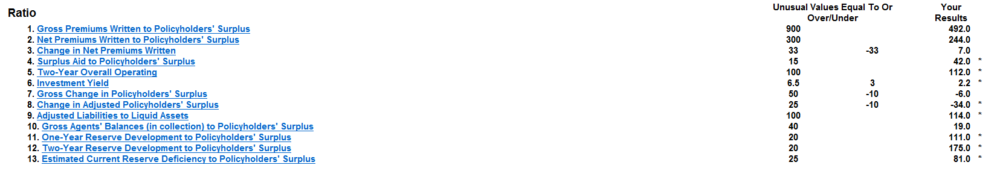 Ratio Unusual Values Equal To Or Over/Under Your Results
1. Gross Premiums Written to Policyholders' Surplus 900 492.0
2. Net Premiums Written to Policyholders' Surplus 300 244.0
3. Change in Net Premiums Written 33 -33 7.0
4. Surplus Aid to Policyholders' Surplus 15 42.0 *
5. Two-Year Overall Operating 100 112.0 *
6. Investment Yield 6.5 3 2.2 *
7. Gross Change in Policyholders' Surplus 50 -10 -6.0
8. Change in Adjusted Policyholders' Surplus 25 -10 -34.0 *
9. Adjusted Liabilities to Liquid Assets 100 114.0 *
10. Gross Agents' Balances (in collection) to Policyholders' Surplus 40 19.0
11. One-Year Reserve Development to Policyholders' Surplus 20 111.0 *
12. Two-Year Reserve Development to Policyholders' Surplus 20 175.0 *
13. Estimated Current Reserve Deficiency to Policyholders' Surplus 25 81.0 *